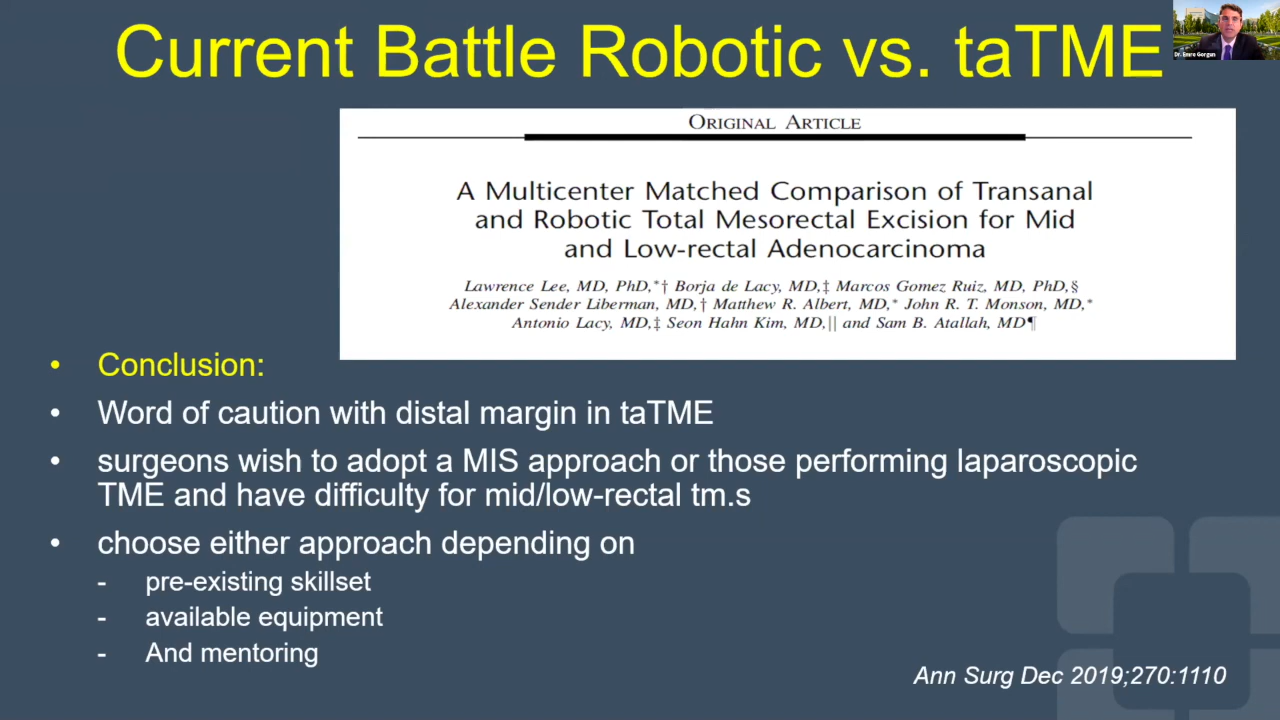 Current Battle Robotic vs. taTME
Dr. Emre Gorgun
ORIGINAL ARTICLE
A Multicenter Matched Comparison of Transanal
and Robotic Total Mesorectal Excision for Mid
and Low-rectal Adenocarcinoma
Lawrence Lee, MD, PhD,*† Borja de Lacy, MD,‡ Marcos Gomez Ruiz, MD, PhD,§
Alexander Sender Liberman, MD,† Matthew R. Albert, MD,* John R. T. Monson, MD,*
Antonio Lacy, MD,‡ Seon Hahn Kim, MD,|| and Sam B. Atallah, MD¶
• Conclusion:
• Word of caution with distal margin in taTME
• surgeons wish to adopt a MIS approach or those performing laparoscopic
TME and have difficulty for mid/low-rectal tm.s
• choose either approach depending on
- pre-existing skillset
- available equipment
- And mentoring
Ann Surg Dec 2019;270:1110